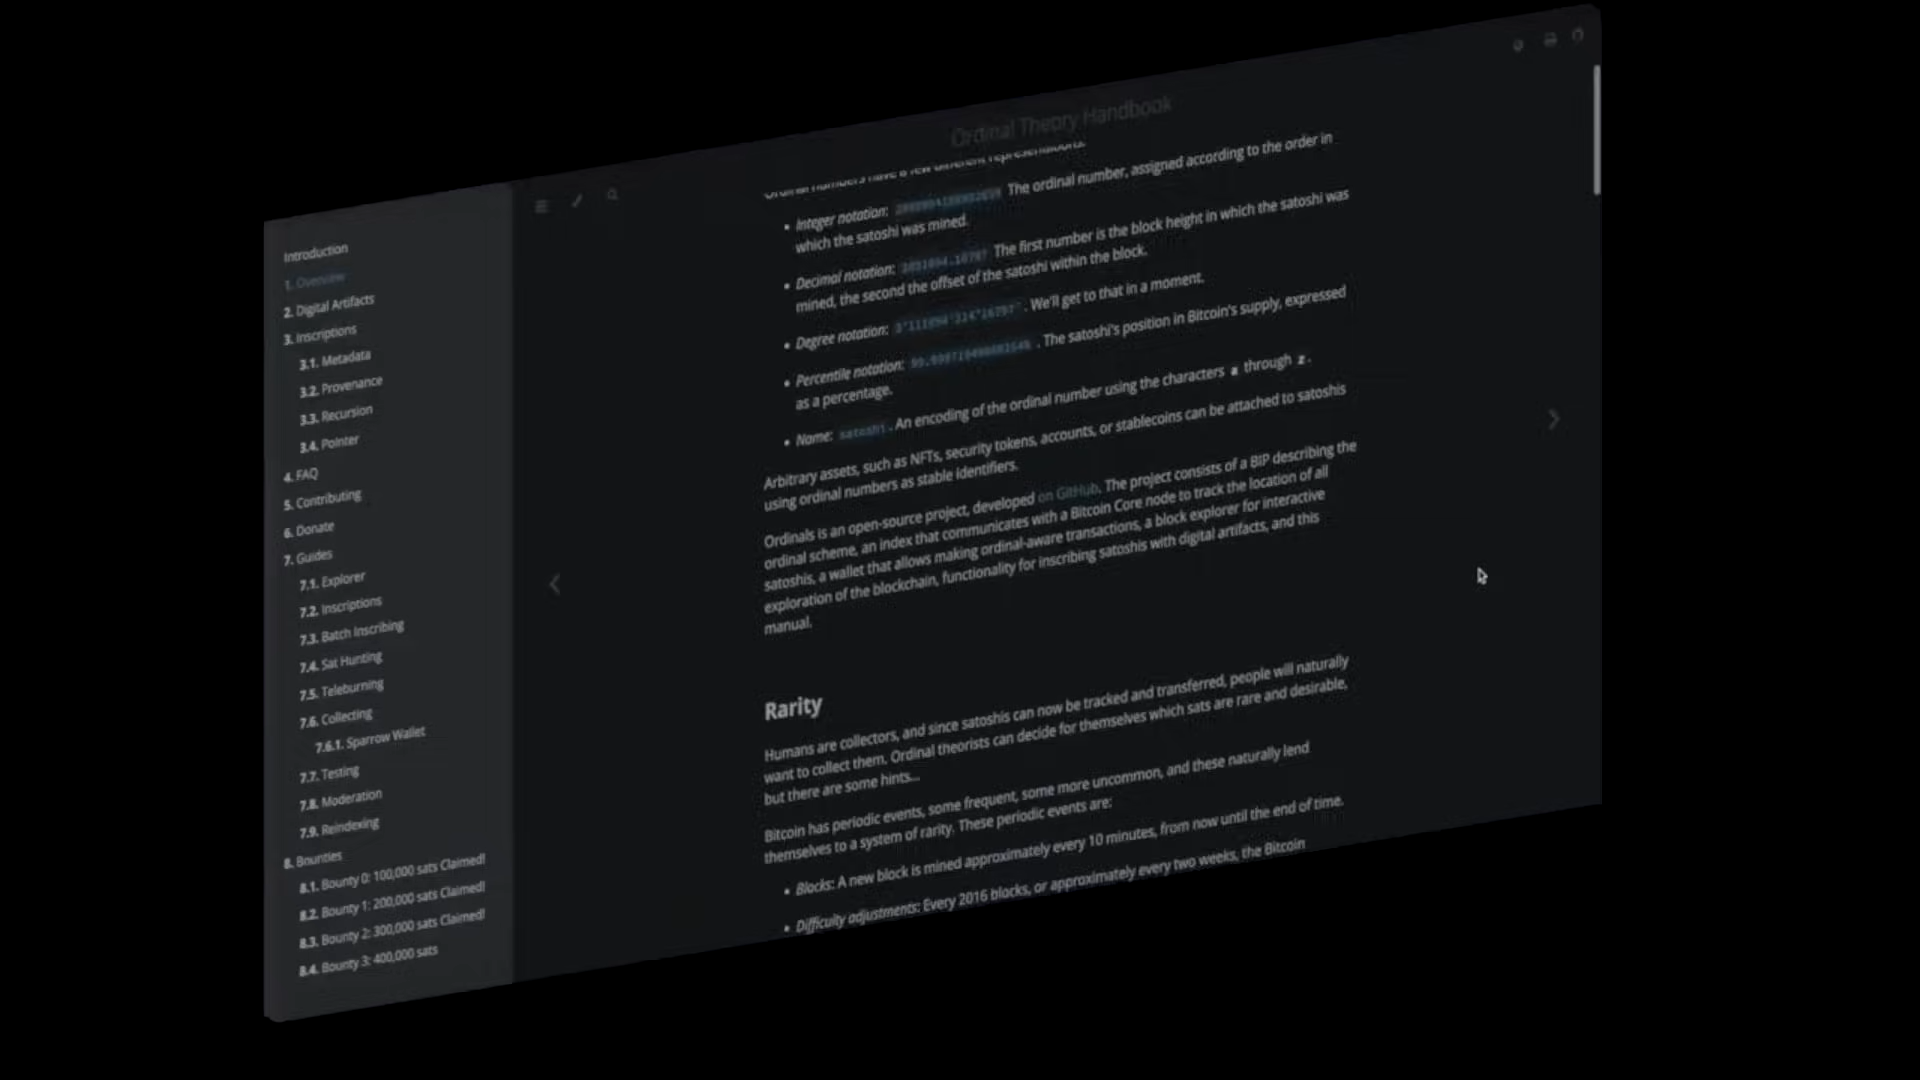 Introduction
1. Overview
2. Digital Artifacts
3. Inscriptions
3.1. Metadata
3.2. Provenance
3.3. Recursion
3.4. Pointer
4. FAQ
5. Contributing
6. Donate
7. Guides
7.1. Explorer
7.2. Inscriptions
7.3. Batch Inscribing
7.4. Sat Hunting
7.5. Teleburning
7.6. Collecting
7.6.1. Sparrow Wallet
7.7. Testing
7.8. Moderation
7.9. Reindexing
8. Bounties
8.1. Bounty 0: 100,000 sats Claimed!
8.2. Bounty 1: 200,000 sats Claimed!
8.3. Bounty 2: 300,000 sats Claimed!
8.4. Bounty 3: 400,000 sats
Ordinal Theory Handbook
Ordinal numbers have a few different representations:
• Integer notation: The ordinal number, assigned according to the order in
which the satoshi was mined.
• Decimal notation: The first number is the block height in which the satoshi was
mined, the second the offset of the satoshi within the block.
• Degree notation: . We'll get to that in a moment.
• Percentile notation: . The satoshi's position in Bitcoin's supply, expressed
as a percentage.
• Name: satoshi. An encoding of the ordinal number using the characters a through z.
Arbitrary assets, such as NFTs, security tokens, accounts, or stablecoins can be attached to satoshis
using ordinal numbers as stable identifiers.
Ordinals is an open-source project, developed on GitHub. The project consists of a BIP describing the
ordinal scheme, an index that communicates with a Bitcoin Core node to track the location of all
satoshis, a wallet that allows making ordinal-aware transactions, a block explorer for interactive
exploration of the blockchain, functionality for inscribing satoshis with digital artifacts, and this
manual.
Rarity
Humans are collectors, and since satoshis can now be tracked and transferred, people will naturally
want to collect them. Ordinal theorists can decide for themselves which sats are rare and desirable,
but there are some hints...
Bitcoin has periodic events, some frequent, some more uncommon, and these naturally lend
themselves to a system of rarity. These periodic events are:
• Blocks: A new block is mined approximately every 10 minutes, from now until the end of time.
• Difficulty adjustments: Every 2016 blocks, or approximately every two weeks, the Bitcoin